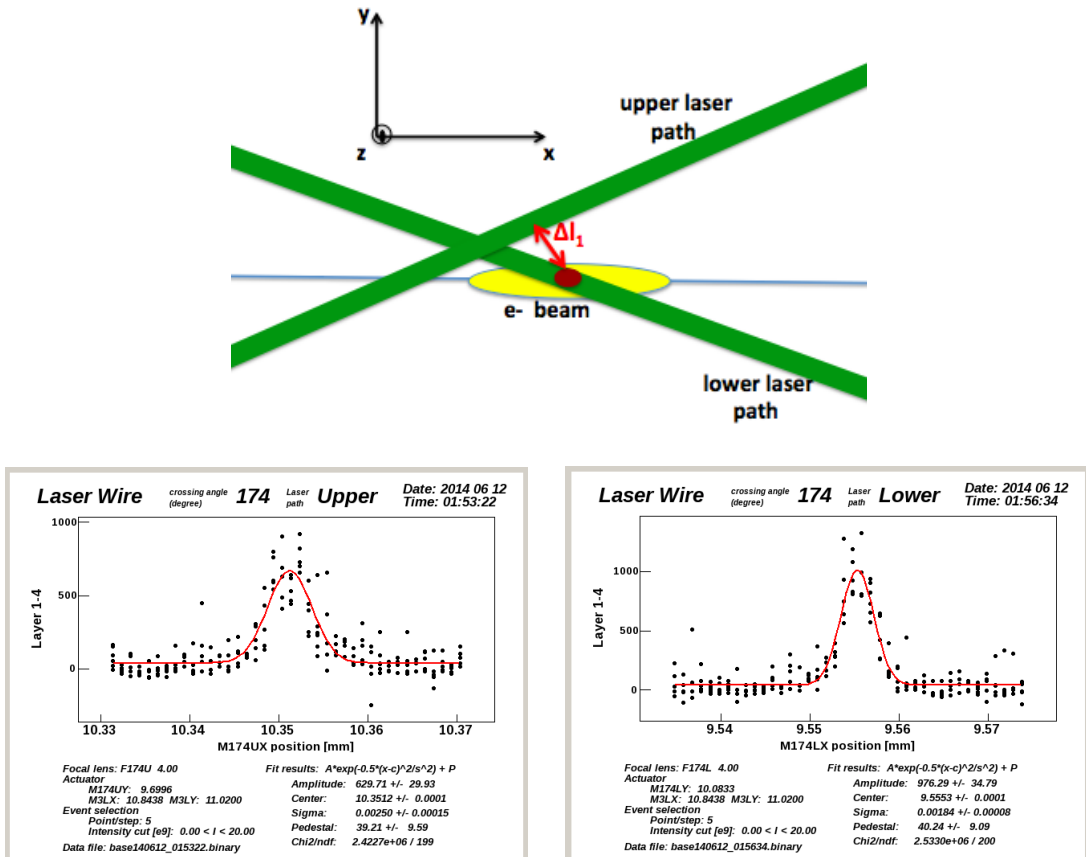 y
z
x
upper laser
path
Δl1
e- beam
lower laser
path
Laser Wire crossing angle (degree) 174 Laser path Upper Date: 2014 06 12
Time: 01:53:22
1000
500
0
Layer 1-4
10.33 10.34 10.35 10.36 10.37
M174UX position [mm]
Focal lens: F174U 4.00
Actuator
M174UY: 9.6996
M3LX: 10.8438 M3LY: 11.0200
Event selection
Point/step: 5
Intensity cut [e9]: 0.00 < I < 20.00
Data file: base140612_015322.binary
Fit results: A*exp(-0.5*(x-c)^2/s^2) + P
Amplitude: 629.71 +/- 29.93
Center: 10.3512 +/- 0.0001
Sigma: 0.00250 +/- 0.00015
Pedestal: 39.21 +/- 9.59
Chi2/ndf: 2.4227e+06 / 199
Laser Wire crossing angle (degree) 174 Laser path Lower Date: 2014 06 12
Time: 01:56:34
1000
500
0
Layer 1-4
9.54 9.55 9.56 9.57
M174LX position [mm]
Focal lens: F174L 4.00
Actuator
M174LY: 10.0833
M3LX: 10.8438 M3LY: 11.0200
Event selection
Point/step: 5
Intensity cut [e9]: 0.00 < I < 20.00
Data file: base140612_015634.binary
Fit results: A*exp(-0.5*(x-c)^2/s^2) + P
Amplitude: 976.29 +/- 34.79
Center: 9.5553 +/- 0.0001
Sigma: 0.00184 +/- 0.00008
Pedestal: 40.24 +/- 9.09
Chi2/ndf: 2.5330e+06 / 200